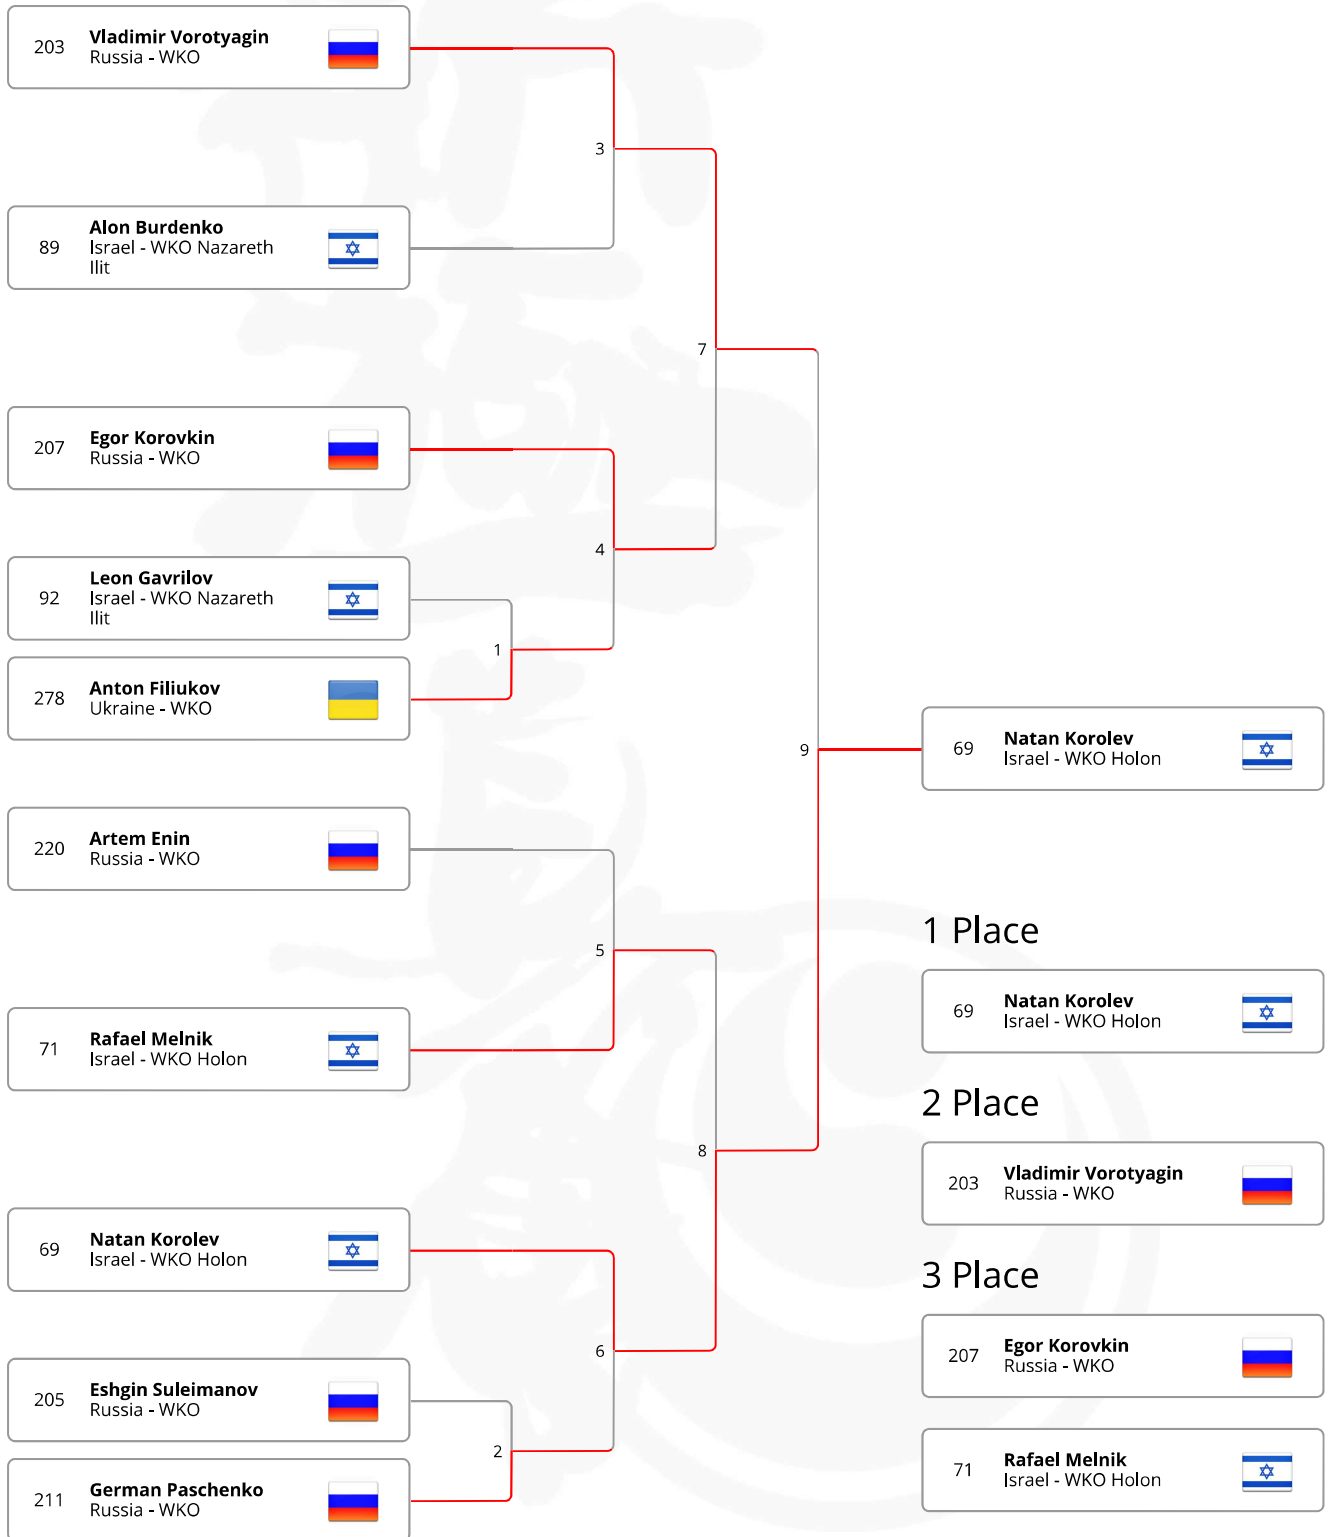 203
Vladimir Vorotyagin
Russia - WKO
3
89
Alon Burdenko
Israel - WKO Nazareth
Ilit
7
207
Egor Korovkin
Russia - WKO
4
92
Leon Gavrilov
Israel - WKO Nazareth
Ilit
1
278
Anton Filiukov
Ukraine - WKO
9
69
Natan Korolev
Israel - WKO Holon
220
Artem Enin
Russia - WKO
5
71
Rafael Melnik
Israel - WKO Holon
8
69
Natan Korolev
Israel - WKO Holon
6
205
Eshgin Suleimanov
Russia - WKO
2
211
German Paschenko
Russia - WKO
1 Place
69
Natan Korolev
Israel - WKO Holon
2 Place
203
Vladimir Vorotyagin
Russia - WKO
3 Place
207
Egor Korovkin
Russia - WKO
71
Rafael Melnik
Israel - WKO Holon